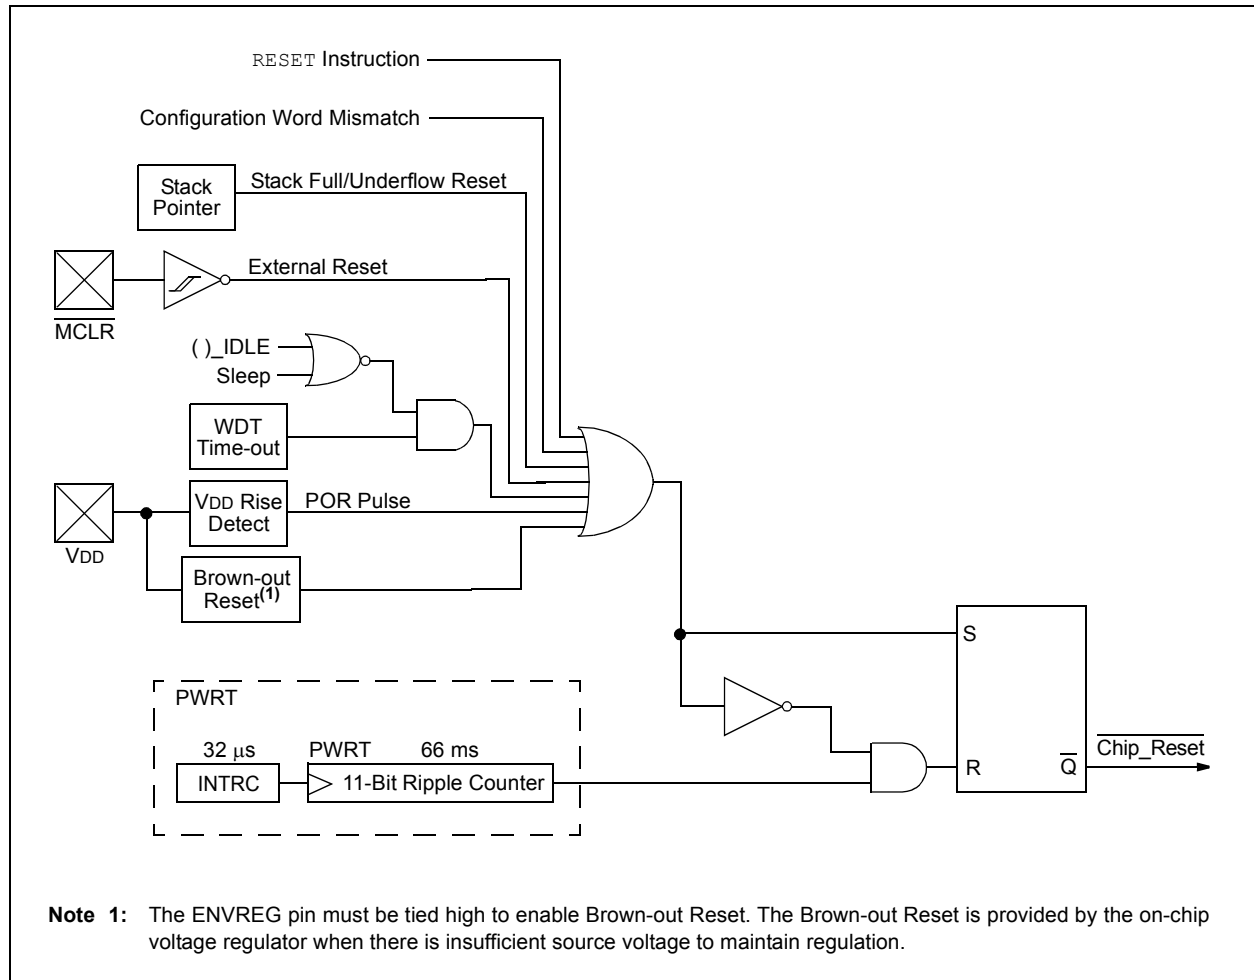 RESET Instruction
Configuration Word Mismatch
Stack
Pointer
Stack Full/Underflow Reset
External Reset
MCLR
( )_IDLE
Sleep
WDT
Time-out
VDD Rise
Detect
POR Pulse
VDD
Brown-out
Reset(1)
S
PWRT
32 μs
PWRT
66 ms
INTRC
11-Bit Ripple Counter
R
Q
Chip_Reset
Note 1: The ENVREG pin must be tied high to enable Brown-out Reset. The Brown-out Reset is provided by the on-chip
voltage regulator when there is insufficient source voltage to maintain regulation.